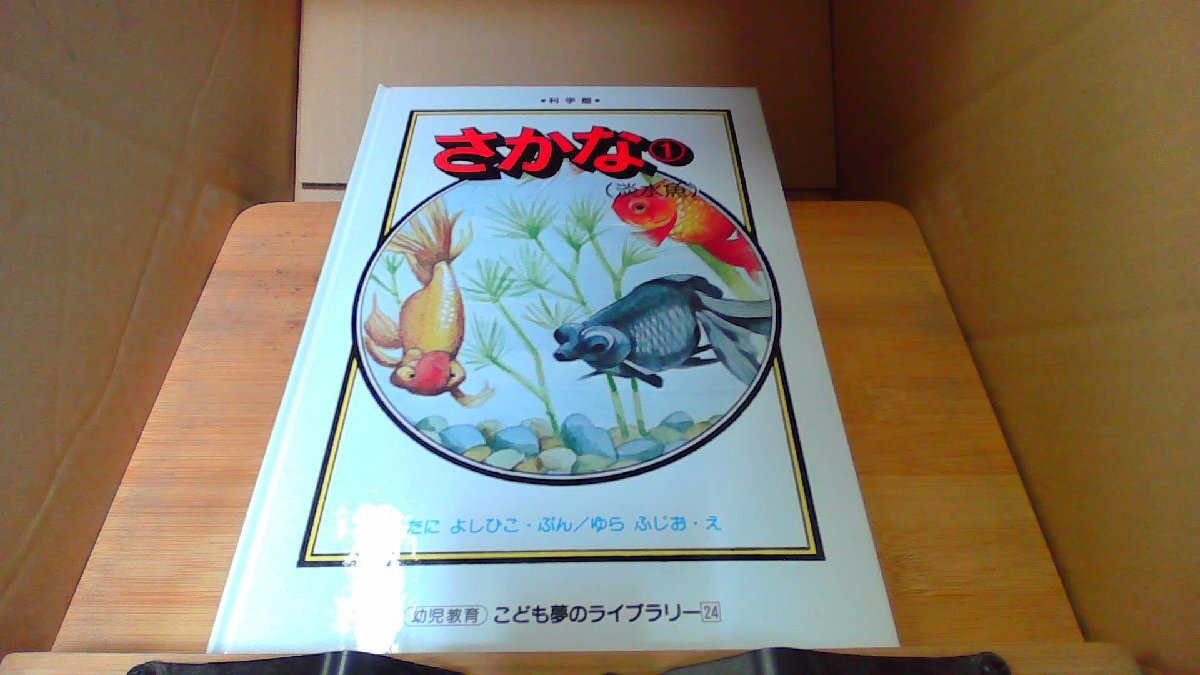 •科学館•
さかな①
(淡水魚)
たに よしひこ・ぶん/ゆら ふじお・え
幼児教育 こども夢のライブラリー24